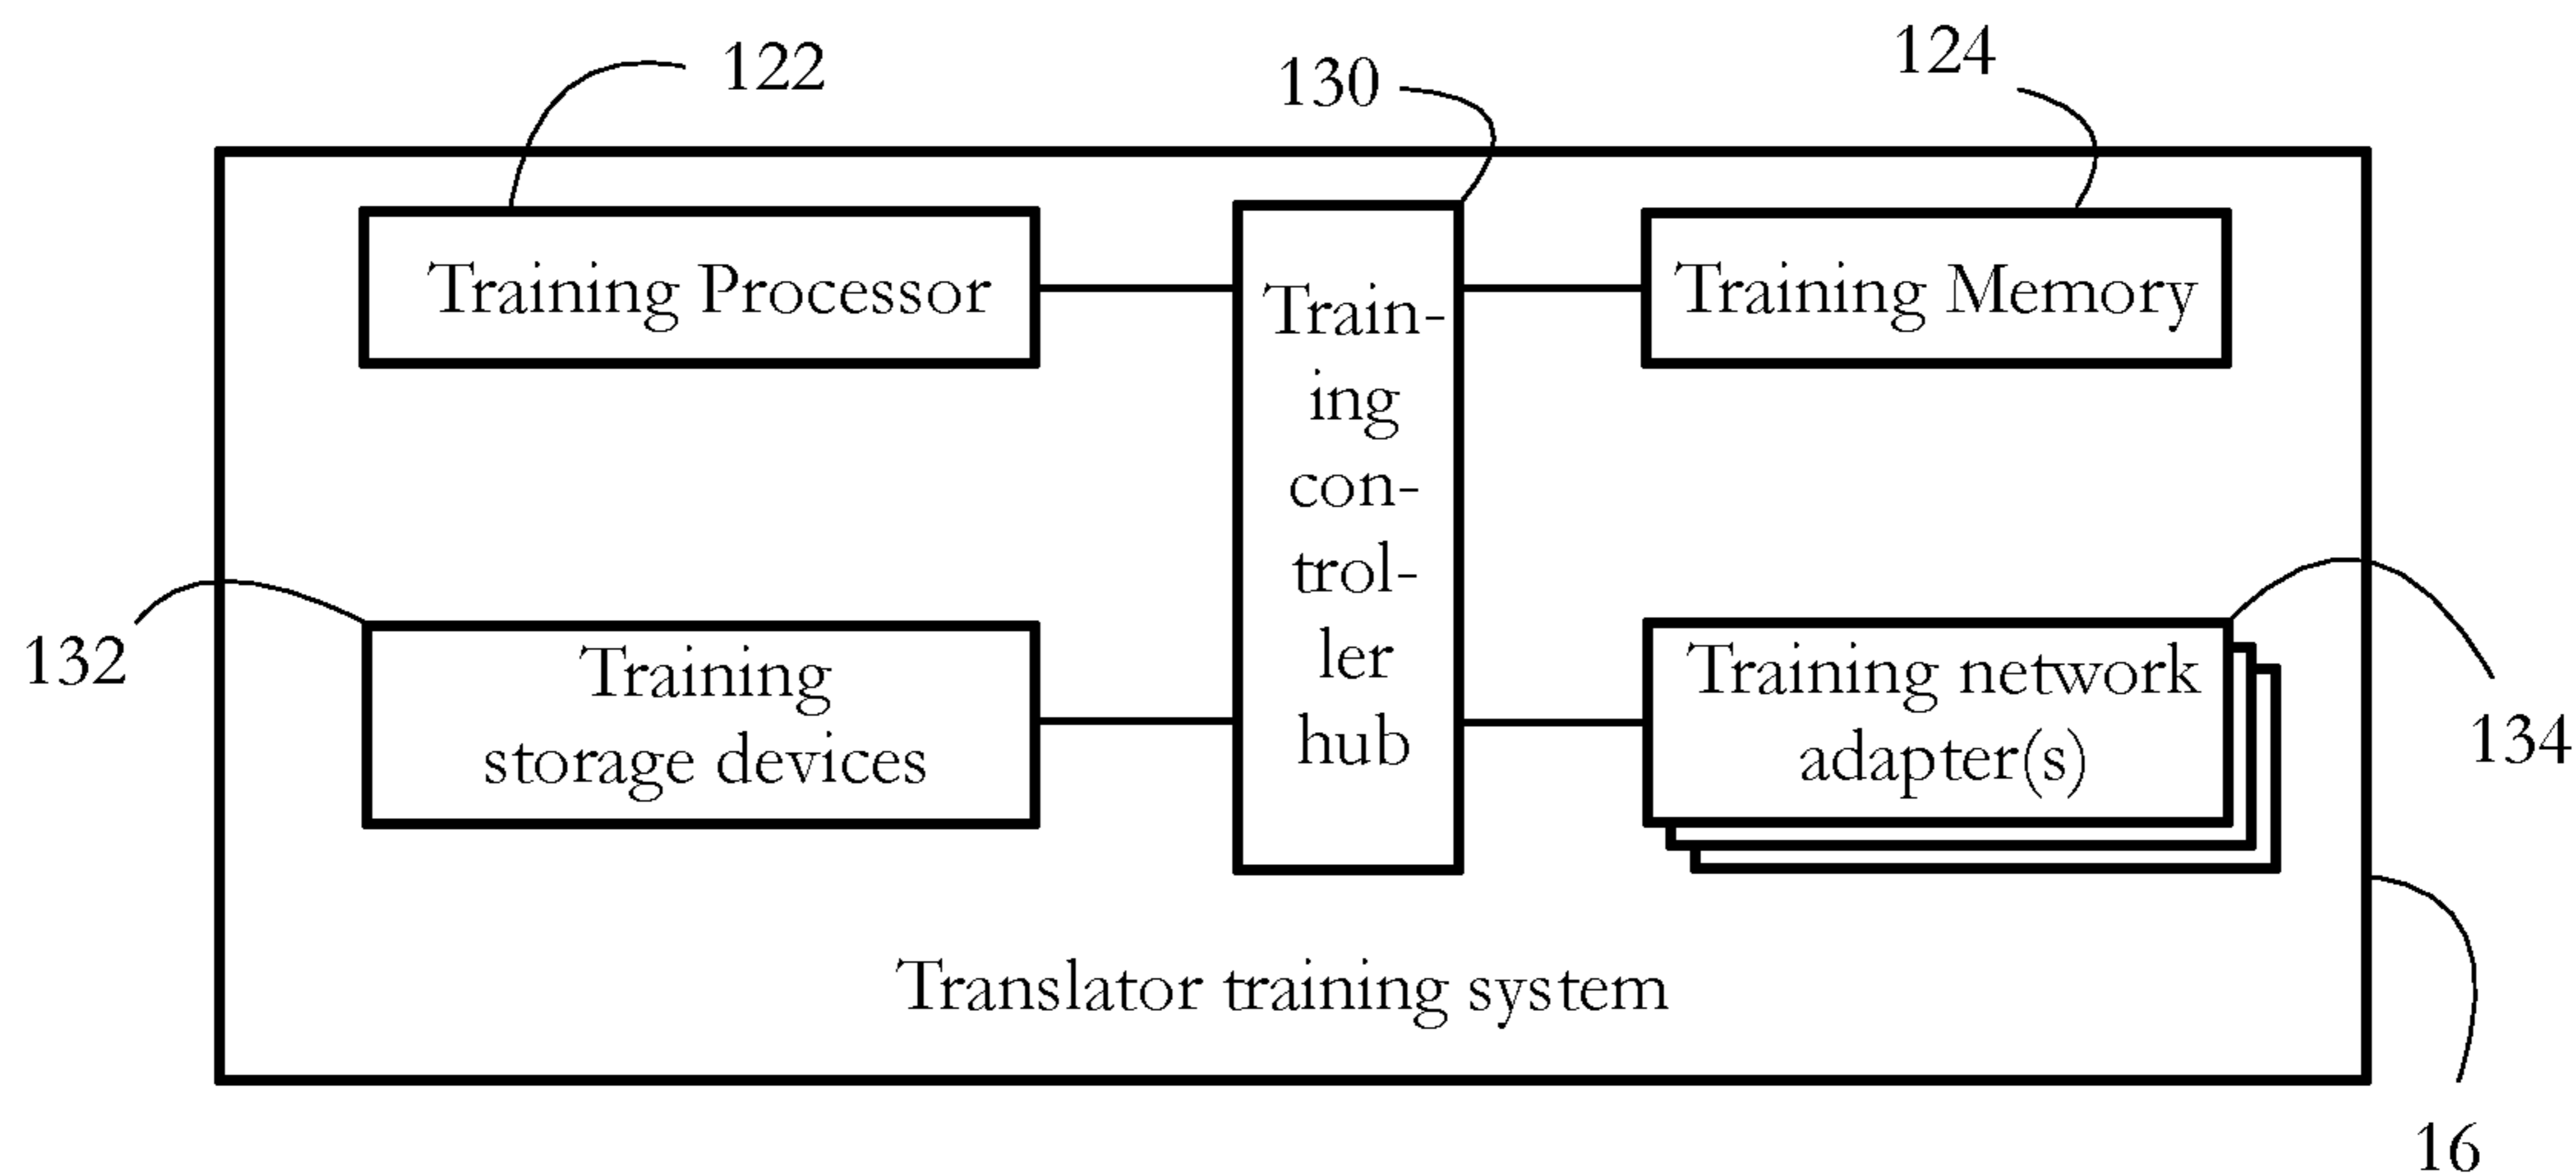 122
130
124
Training Processor
Train-
ing
con-
trol-
ler
hub
Training Memory
132
Training
storage devices
Training network
adapter(s)
134
Translator training system
16